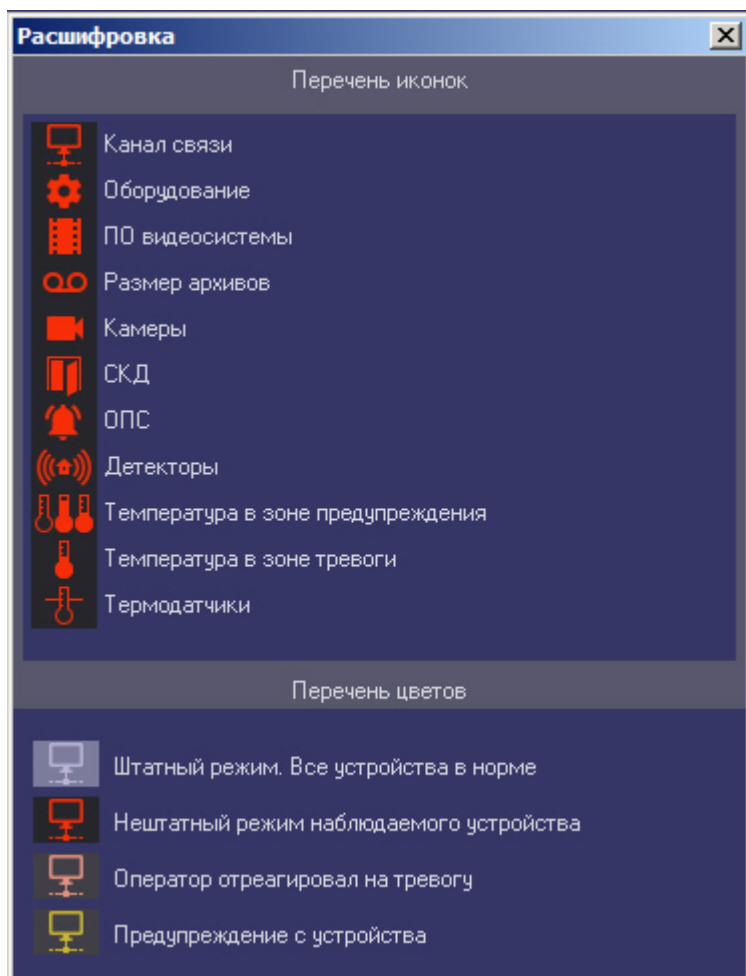 Расшифровка
Перечень иконок
Канал связи
Оборудование
ПО видеосистемы
Размер архивов
Камеры
СКД
ОПС
Детекторы
Температура в зоне предупреждения
Температура в зоне тревоги
Термодатчики
Перечень цветов
Штатный режим. Все устройства в норме
Нештатный режим наблюдаемого устройства
Оператор отреагировал на тревогу
Предупреждение с устройства